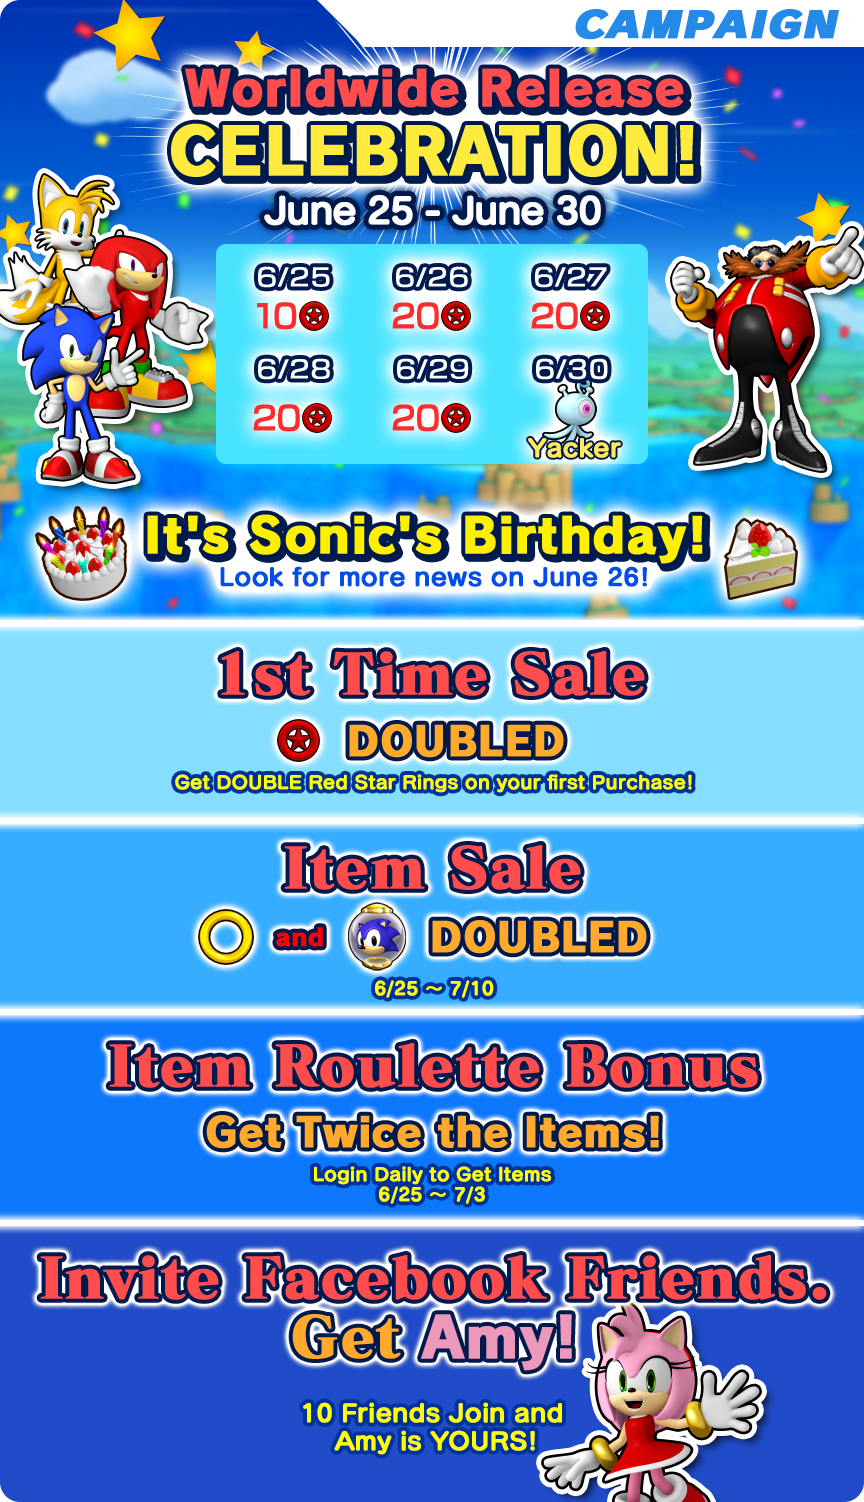 CAMPAIGN
Worldwide Release
CELEBRATION!
June 25 - June 30
6/25 6/26 6/27
10 20 20
6/28 6/29 6/30
20 20 Yacker
It's Sonic's Birthday!
Look for more news on June 26!
1st Time Sale
DOUBLED
Get DOUBLE Red Star Rings on your first Purchase!
Item Sale
and DOUBLED
6/25 ～ 7/10
Item Roulette Bonus
Get Twice the Items!
Login Daily to Get Items
6/25 ～ 7/3
Invite Facebook Friends.
Get Amy!
10 Friends Join and
Amy is YOURS!